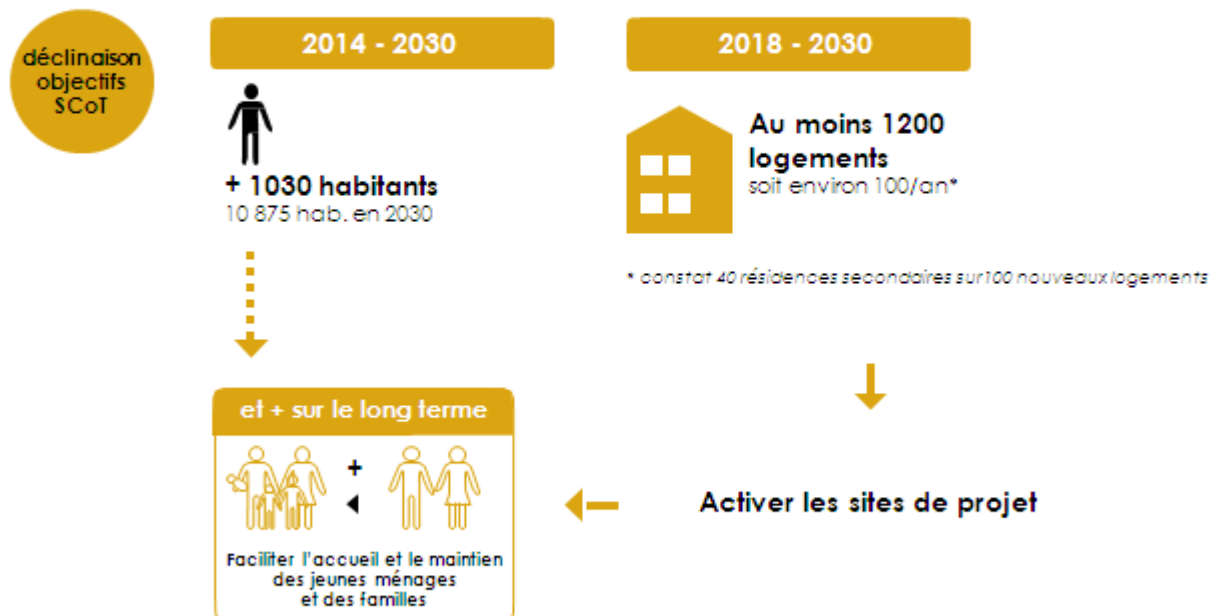 déclinaison
objectifs
SCoT
2014 - 2030
+ 1030 habitants
10 875 hab. en 2030
2018 - 2030
Au moins 1200
logements
soit environ 100/an*
* constat 40 résidences secondaires sur 100 nouveaux logements
et + sur le long terme
+
Faciliter l'accueil et le maintien
des jeunes ménages
et des familles
Activer les sites de projet